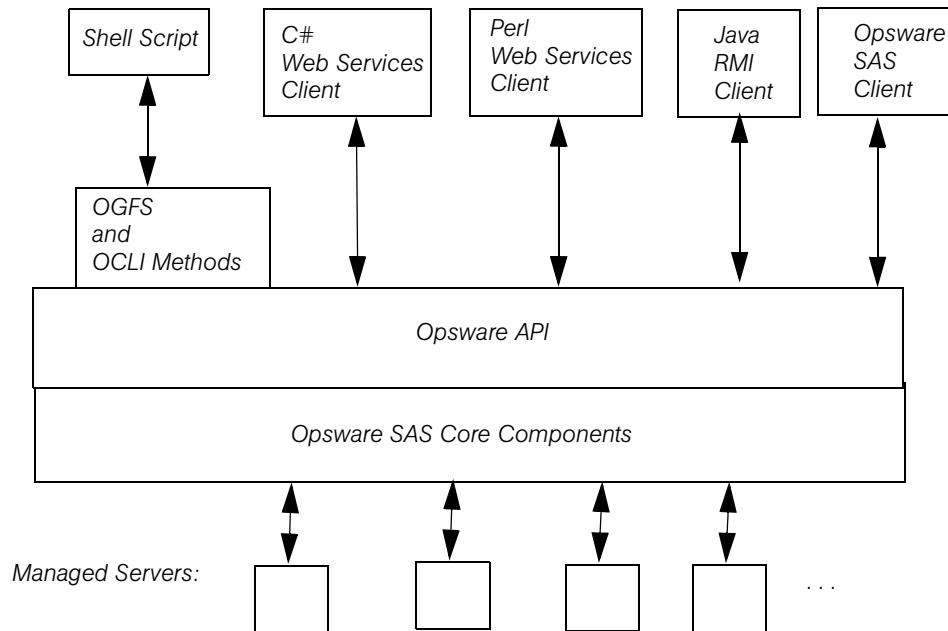 Shell Script
C#
Web Services
Client
Perl
Web Services
Client
Java
RMI
Client
Opsware
SAS
Client
OGFS
and
OCLI Methods
Opsware API
Opsware SAS Core Components
Managed Servers:
. . .